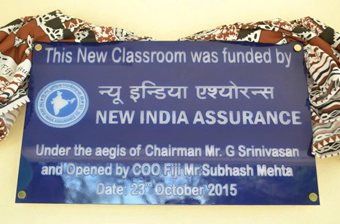 This New Classroom was funded by
न्यू इन्डिया एश्योरन्स
NEW INDIA ASSURANCE
Under the aegis of Chairman Mr. G Srinivasan
and Opened by COO Fiji Mr.Subhash Mehta
Date: 23rd October 2015